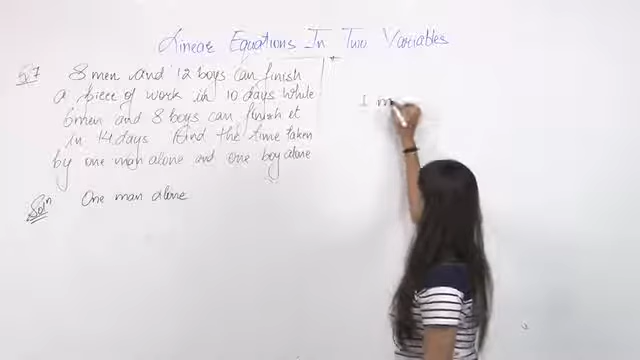 Linear Equations In Two Variables
Q7 8 men and 12 boys can finish
a piece of work in 10 days while
6men and 8 boys can finish it
in 14 days. Find the time taken
by one man alone and one boy alone
Solⁿ One man alone
1 m